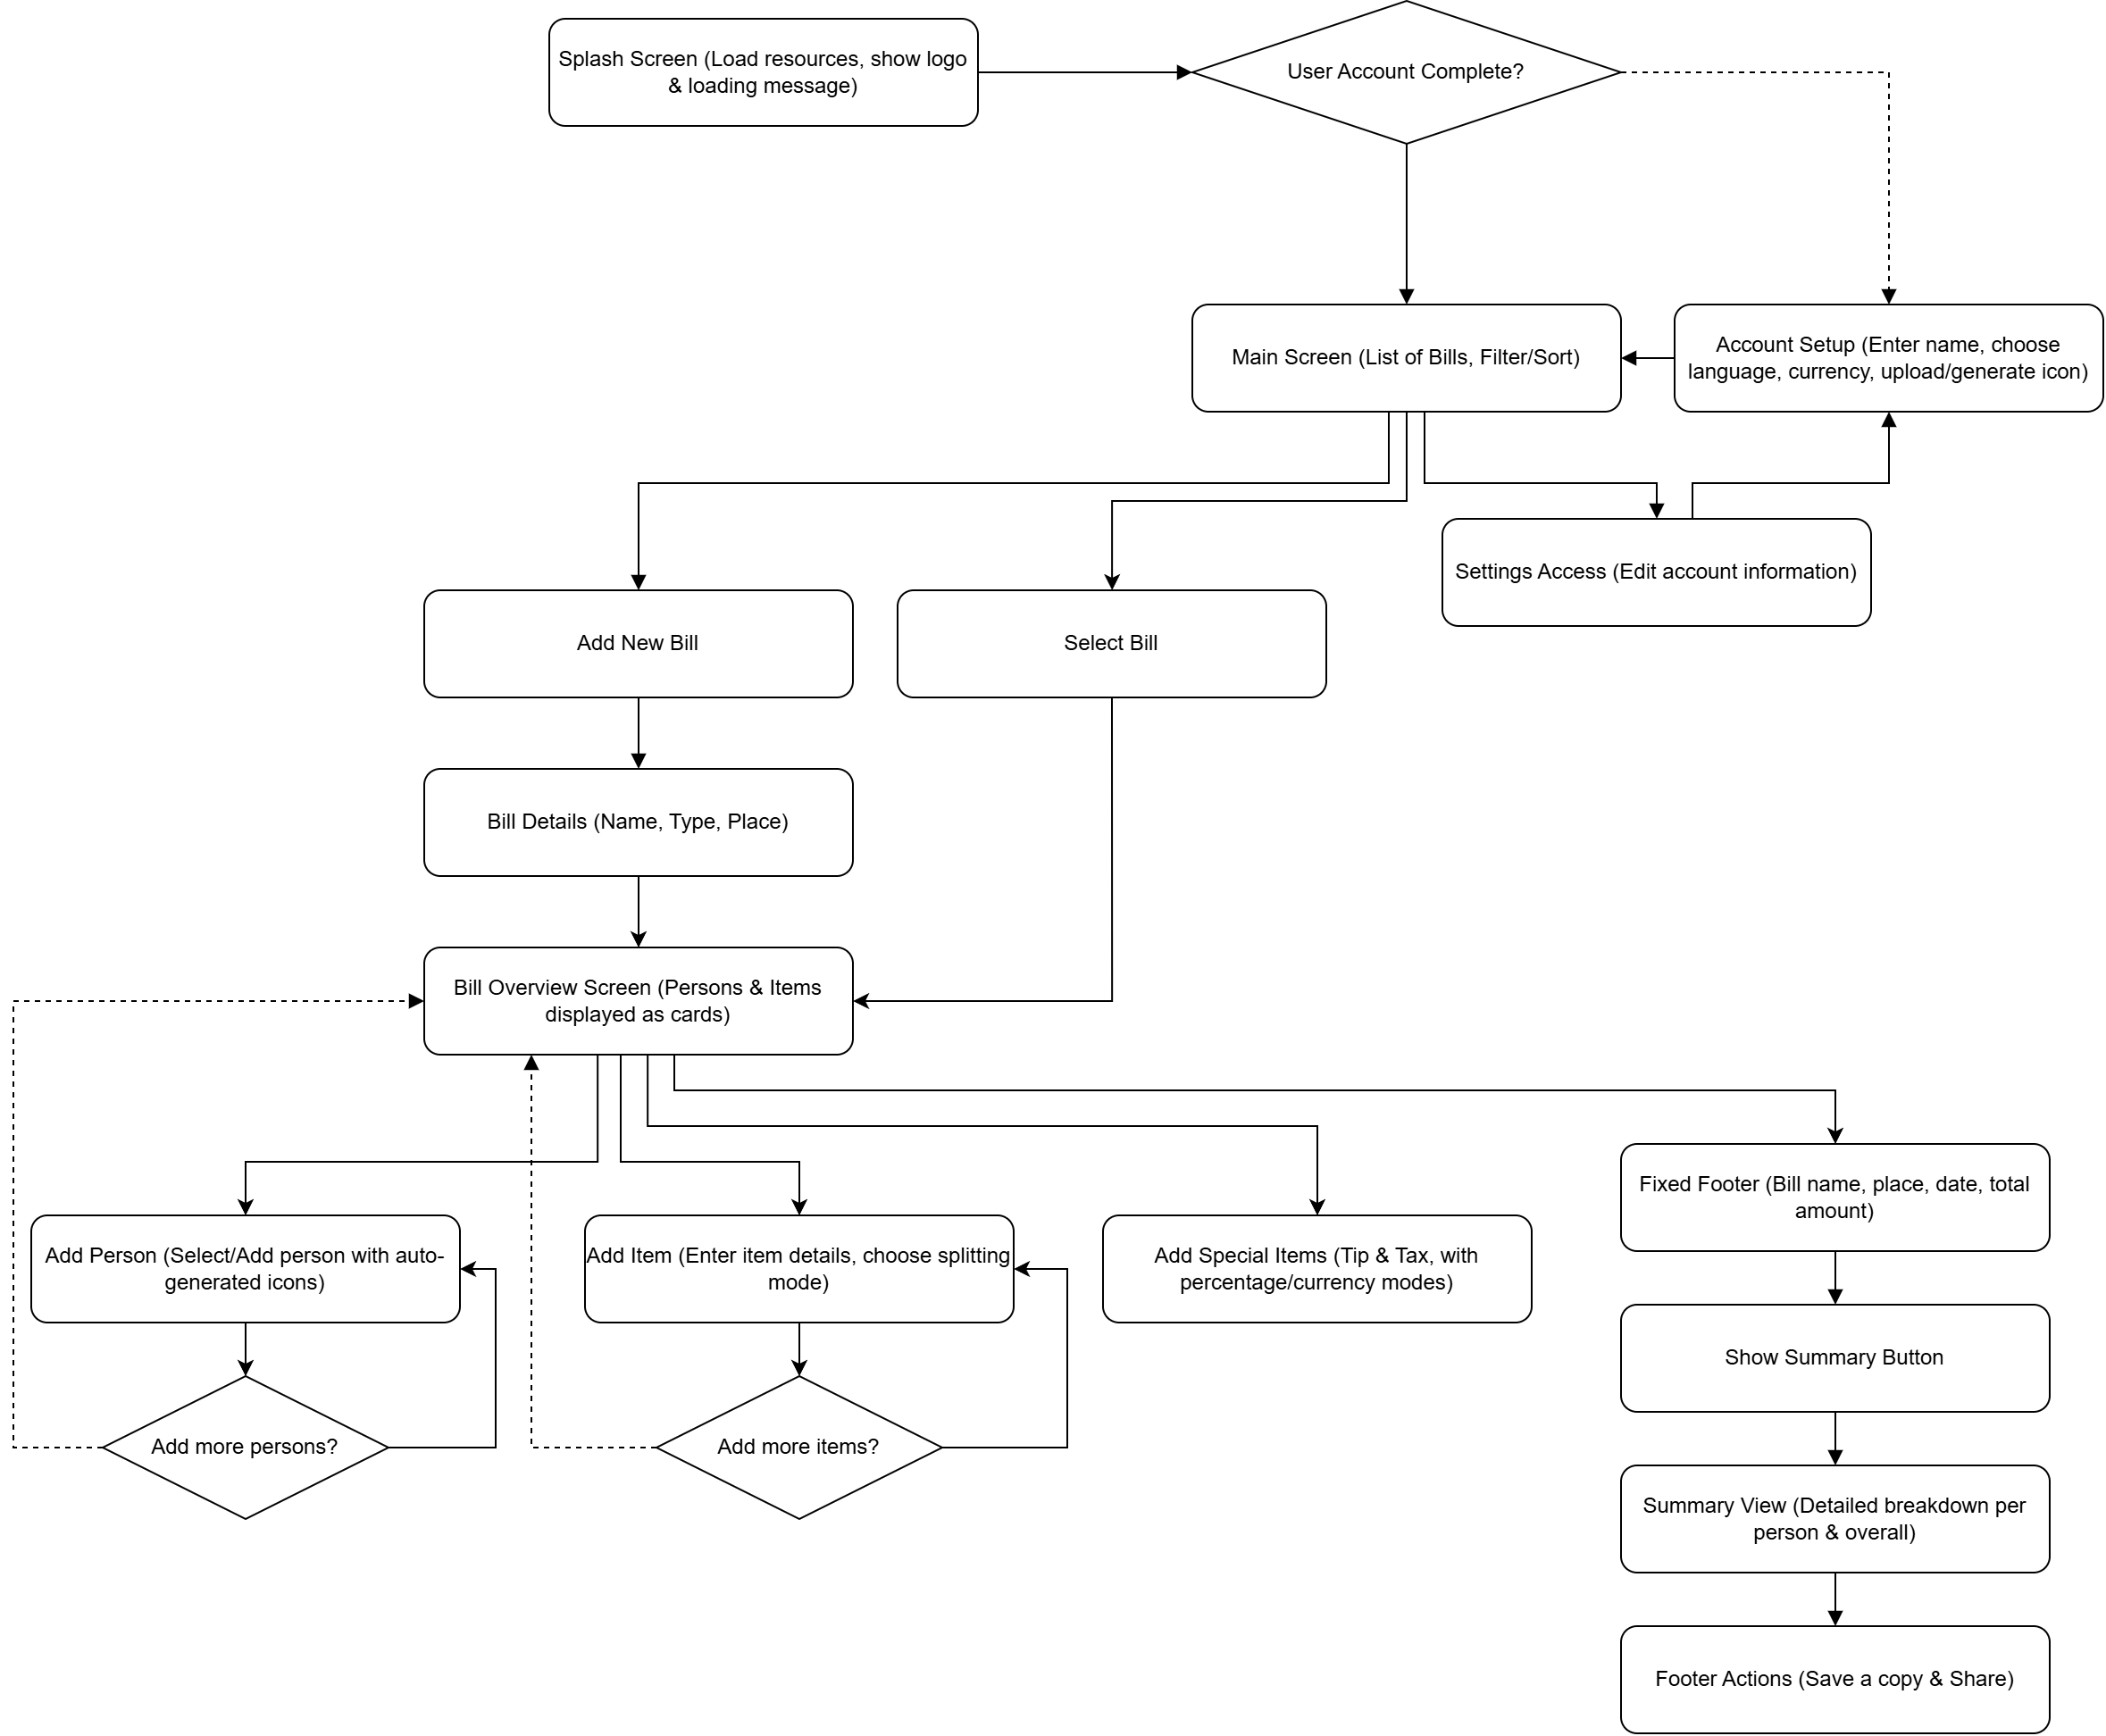 Splash Screen (Load resources, show logo
& loading message)
User Account Complete?
Main Screen (List of Bills, Filter/Sort)
Account Setup (Enter name, choose
language, currency, upload/generate icon)
Settings Access (Edit account information)
Add New Bill
Select Bill
Bill Details (Name, Type, Place)
Bill Overview Screen (Persons & Items
displayed as cards)
Add Person (Select/Add person with auto-
generated icons)
Add Item (Enter item details, choose splitting
mode)
Add Special Items (Tip & Tax, with
percentage/currency modes)
Fixed Footer (Bill name, place, date, total
amount)
Show Summary Button
Add more persons?
Add more items?
Summary View (Detailed breakdown per
person & overall)
Footer Actions (Save a copy & Share)